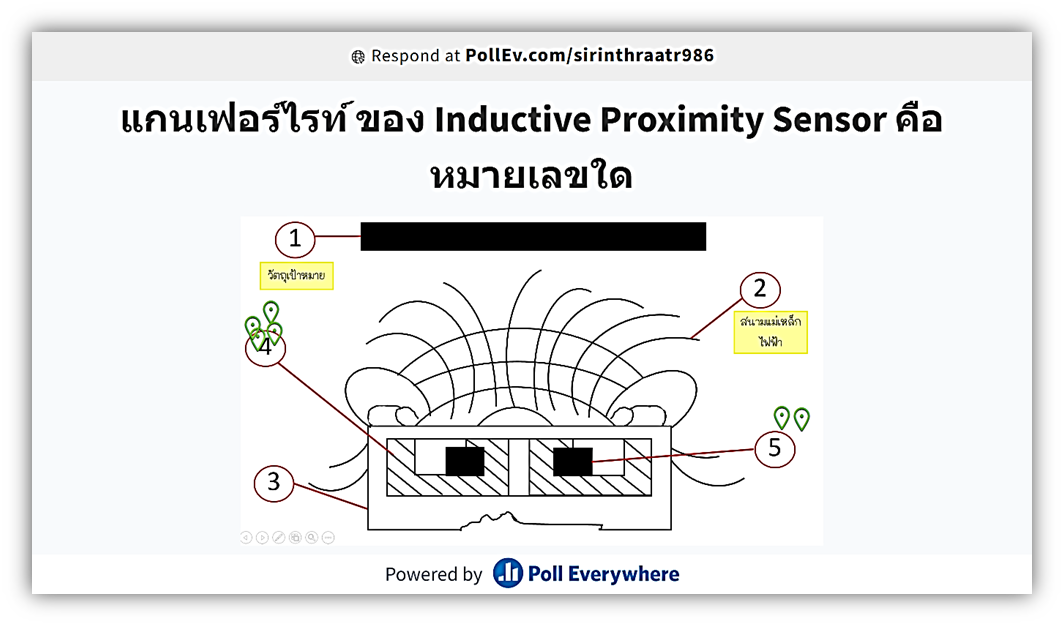 Respond at PollEv.com/sirinthraatr986
แกนเฟอร์ไรท์ ของ Inductive Proximity Sensor คือ
หมายเลขใด
1
วัตถุเป้าหมาย
2
สนามแม่เหล็ก
ไฟฟ้า
4
5
3
Powered by Poll Everywhere